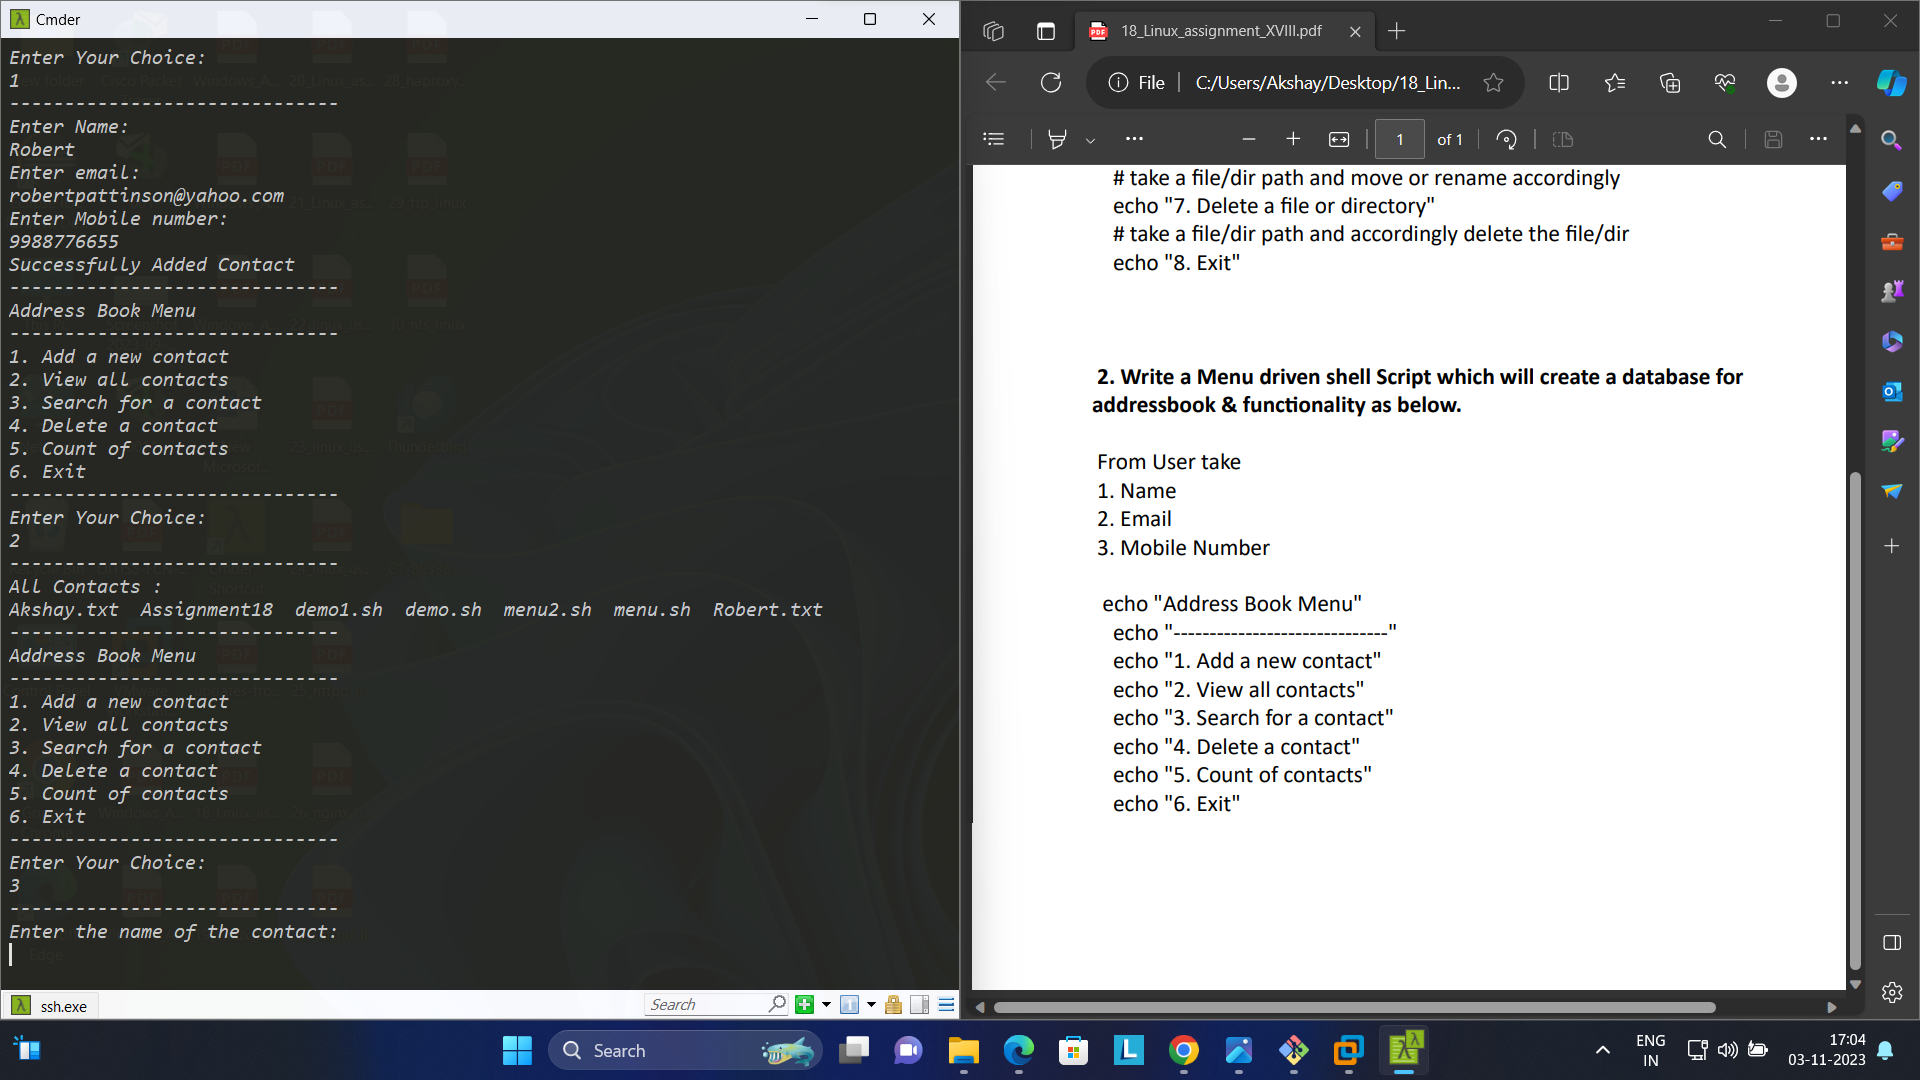 Cmder
Enter Your Choice:
1
------------------------------
Enter Name:
Robert
Enter email:
robertpattinson@yahoo.com
Enter Mobile number:
9988776655
Successfully Added Contact
------------------------------
Address Book Menu
------------------------------
1. Add a new contact
2. View all contacts
3. Search for a contact
4. Delete a contact
5. Count of contacts
6. Exit
------------------------------
Enter Your Choice:
2
------------------------------
All Contacts :
Akshay.txt  Assignment18  demo1.sh  demo.sh  menu2.sh  menu.sh  Robert.txt
------------------------------
Address Book Menu
------------------------------
1. Add a new contact
2. View all contacts
3. Search for a contact
4. Delete a contact
5. Count of contacts
6. Exit
------------------------------
Enter Your Choice:
3
------------------------------
Enter the name of the contact:
ssh.exe
Search
18_Linux_assignment_XVIII.pdf
File
C:/Users/Akshay/Desktop/18_Lin...
1 of 1
# take a file/dir path and move or rename accordingly
echo "7. Delete a file or directory"
# take a file/dir path and accordingly delete the file/dir
echo "8. Exit"
2. Write a Menu driven shell Script which will create a database for
addressbook & functionality as below.
From User take
1. Name
2. Email
3. Mobile Number
echo "Address Book Menu"
echo "------------------------------"
echo "1. Add a new contact"
echo "2. View all contacts"
echo "3. Search for a contact"
echo "4. Delete a contact"
echo "5. Count of contacts"
echo "6. Exit"
Search
ENG
IN
17:04
03-11-2023